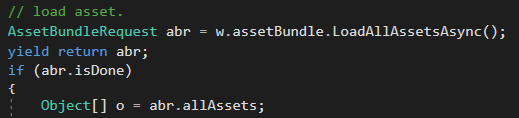 // load asset.
AssetBundleRequest abr = w.assetBundle.LoadAllAssetsAsync();
yield return abr;
if (abr.isDone)
{
Object[] o = abr.allAssets;